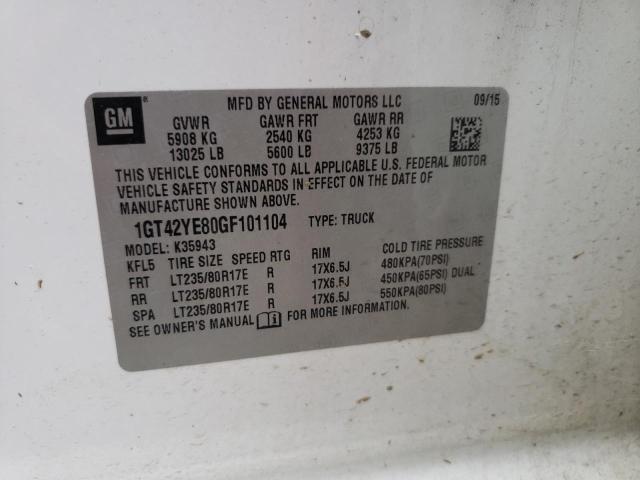 GM ®
MFD BY GENERAL MOTORS LLC 09/15
GVWR GAWR FRT GAWR RR
5908 KG 2540 KG 4253 KG
13025 LB 5600 LB 9375 LB
THIS VEHICLE CONFORMS TO ALL APPLICABLE U.S. FEDERAL MOTOR
VEHICLE SAFETY STANDARDS IN EFFECT ON THE DATE OF
MANUFACTURE SHOWN ABOVE.
1GT42YE80GF101104 TYPE: TRUCK
MODEL: K35943
KFL5 TIRE SIZE SPEED RTG RIM COLD TIRE PRESSURE
FRT LT235/80R17E R 17X6.5J 480KPA(70PSI)
RR LT235/80R17E R 17X6.5J 450KPA(65PSI) DUAL
SPA LT235/80R17E R 17X6.5J 550KPA(80PSI)
SEE OWNER'S MANUAL FOR MORE INFORMATION.